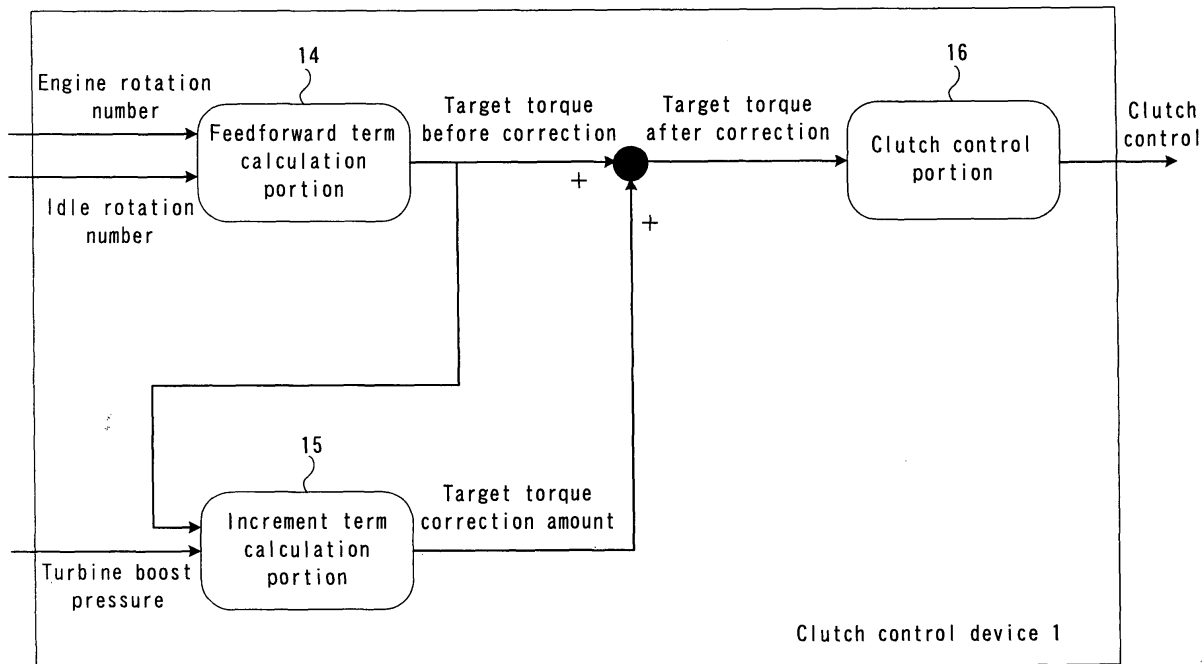 14
Engine rotation
number
Feedforward term
calculation
portion
Idle rotation
number
Target torque
before correction
+
+
Target torque
after correction
16
Clutch control
portion
Clutch
control
15
Increment term
calculation
portion
Turbine boost
pressure
Target torque
correction amount
Clutch control device 1